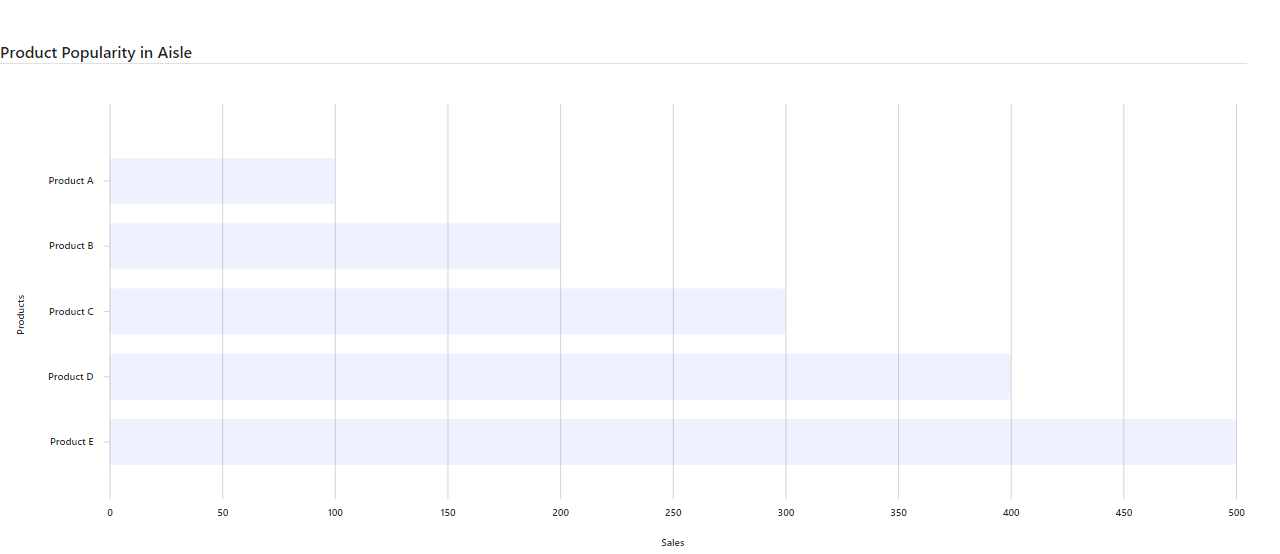 Product Popularity in Aisle
Products
Product A
Product B
Product C
Product D
Product E
0 50 100 150 200 250 300 350 400 450 500
Sales